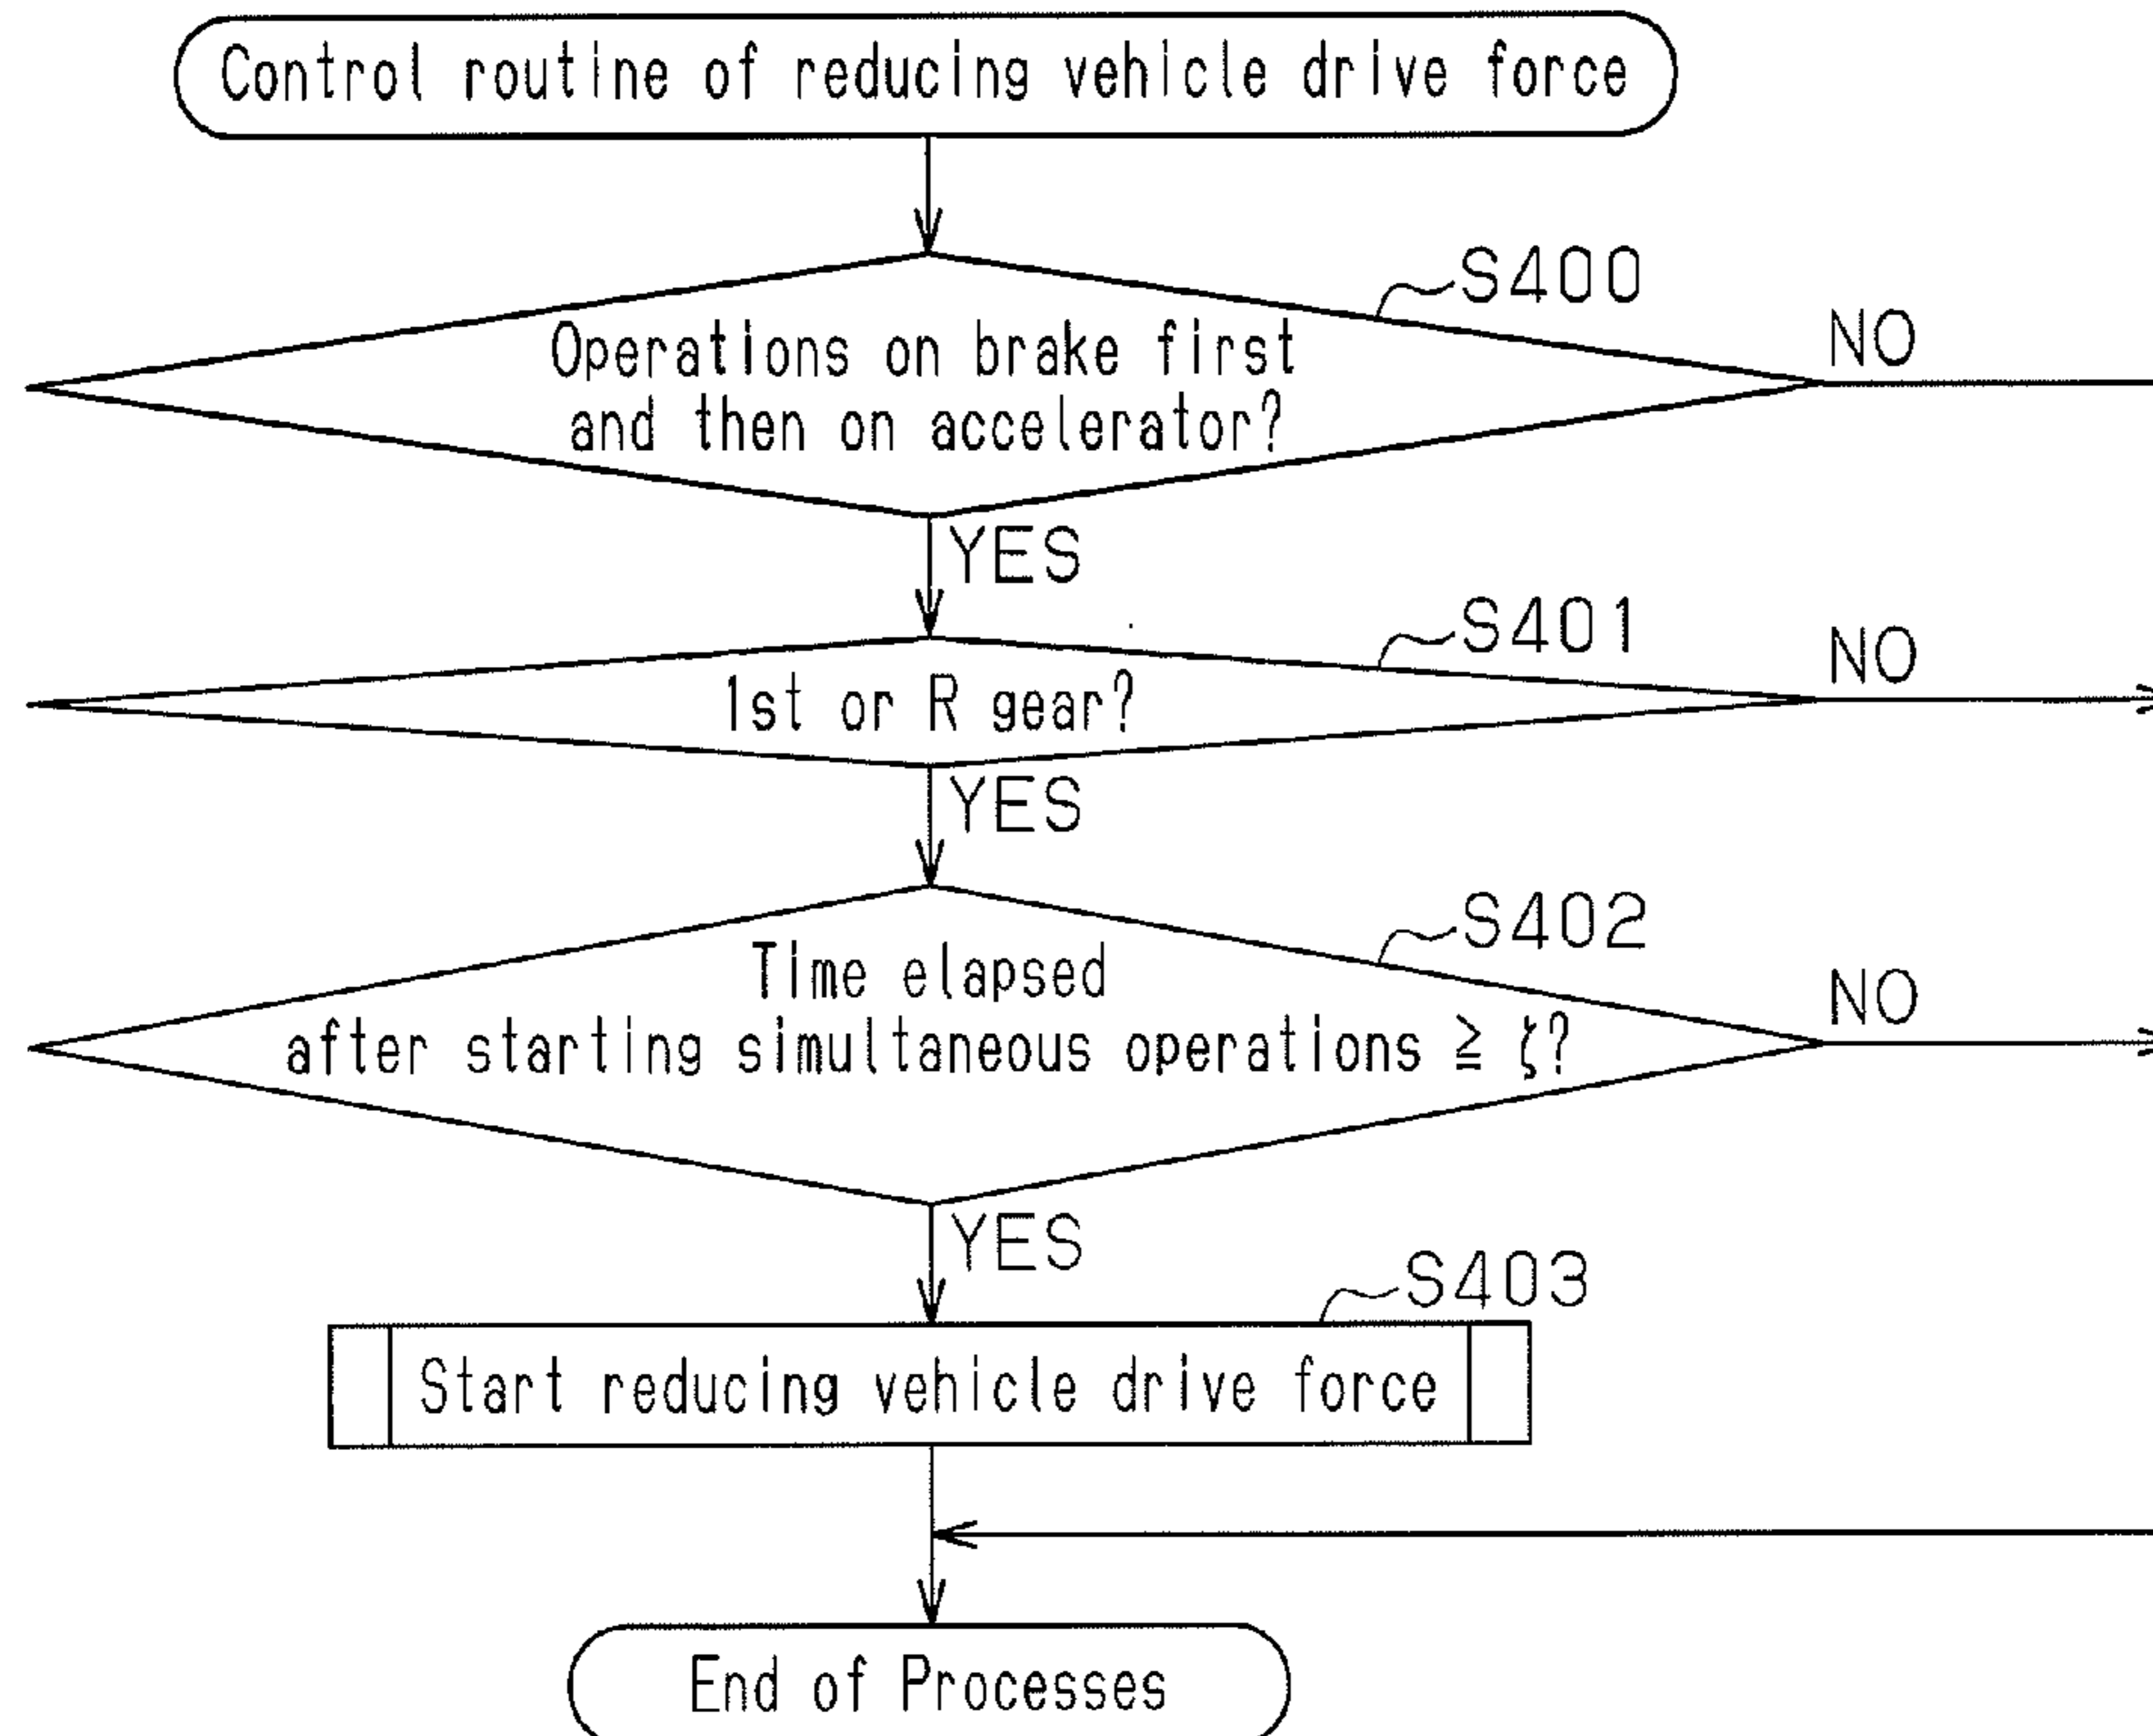 Control routine of reducing vehicle drive force
S400
NO
Operations on brake first
and then on accelerator?
YES
S401
NO
1st or R gear?
YES
S402
NO
Time elapsed
after starting simultaneous operations ≧ ζ?
YES
S403
Start reducing vehicle drive force
End of Processes